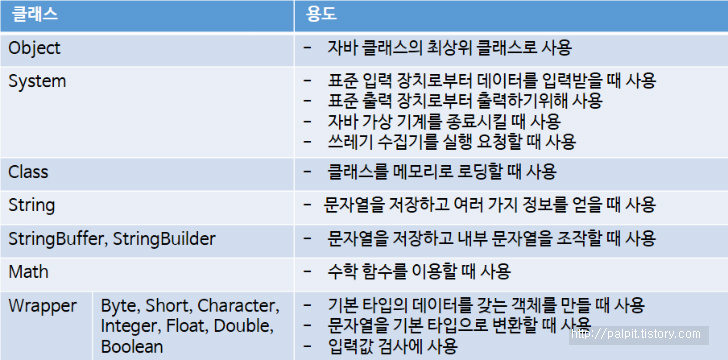 클래스 용도
Object - 자바 클래스의 최상위 클래스로 사용
System - 표준 입력 장치로부터 데이터를 입력받을 때 사용
- 표준 출력 장치로부터 출력하기위해 사용
- 자바 가상 기계를 종료시킬 때 사용
- 쓰레기 수집기를 실행 요청할 때 사용
Class - 클래스를 메모리로 로딩할 때 사용
String - 문자열을 저장하고 여러 가지 정보를 얻을 때 사용
StringBuffer, StringBuilder - 문자열을 저장하고 내부 문자열을 조작할 때 사용
Math - 수학 함수를 이용할 때 사용
Wrapper Byte, Short, Character, - 기본 타입의 데이터를 갖는 객체를 만들 때 사용
Integer, Float, Double, - 문자열을 기본 타입으로 변환할 때 사용
Boolean - 입력값 검사에 사용
http://palpit.tistory.com